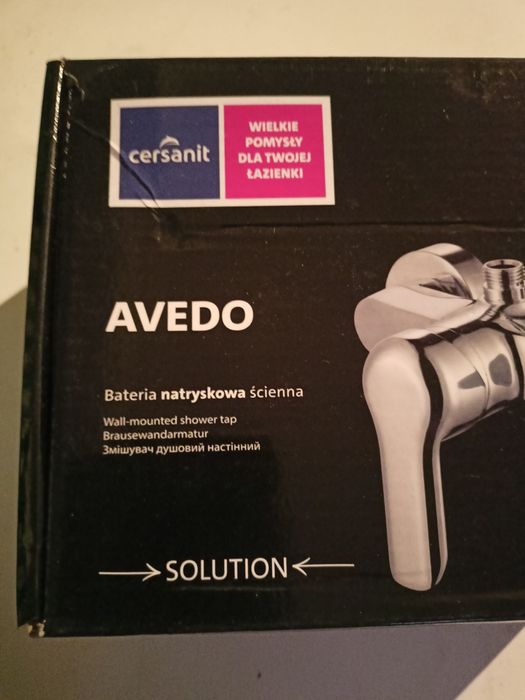 cersanit
WIELKIE
POMYSŁY
DLA TWOJEJ
ŁAZIENKI
AVEDO
Bateria natryskowa ścienna
Wall-mounted shower tap
Brausewandarmatur
Змішувач душовий настінний
SOLUTION